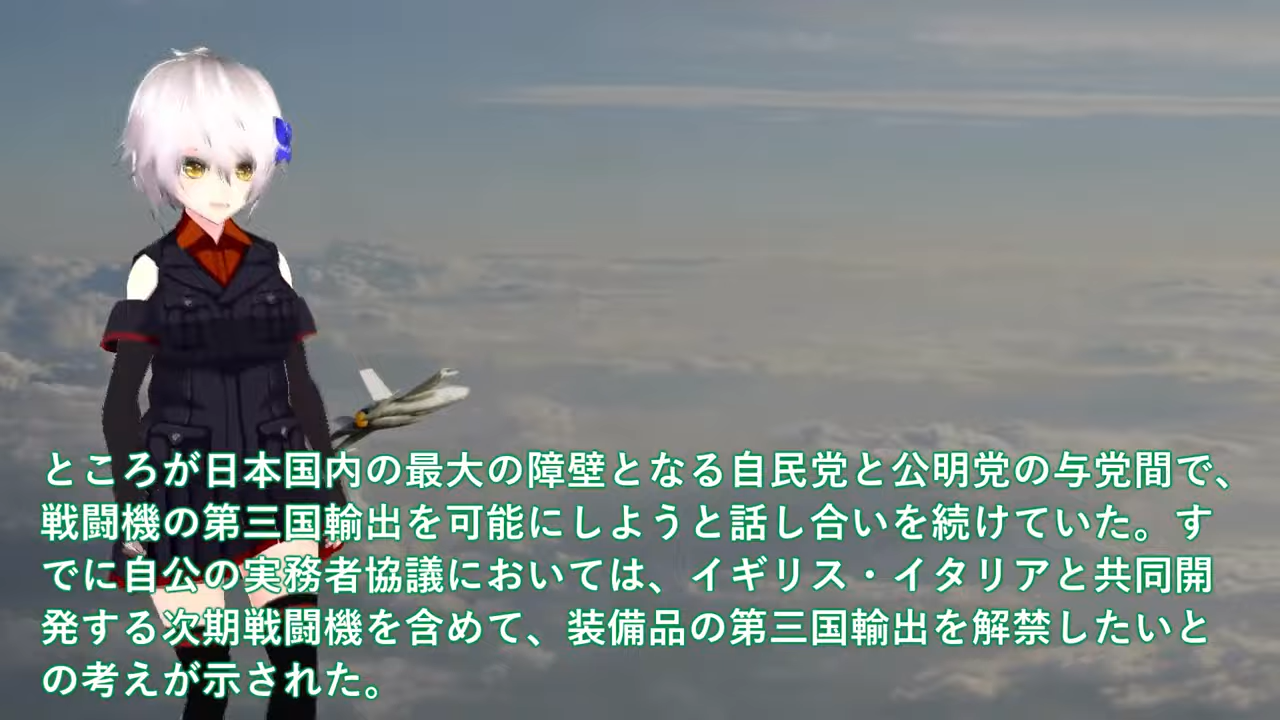 ところが日本国内の最大の障壁となる自民党と公明党の与党間で、
戦闘機の第三国輸出を可能にしようと話し合いを続けていた。す
でに自公の実務者協議においては、イギリス・イタリアと共同開
発する次期戦闘機を含めて、装備品の第三国輸出を解禁したいと
の考えが示された。